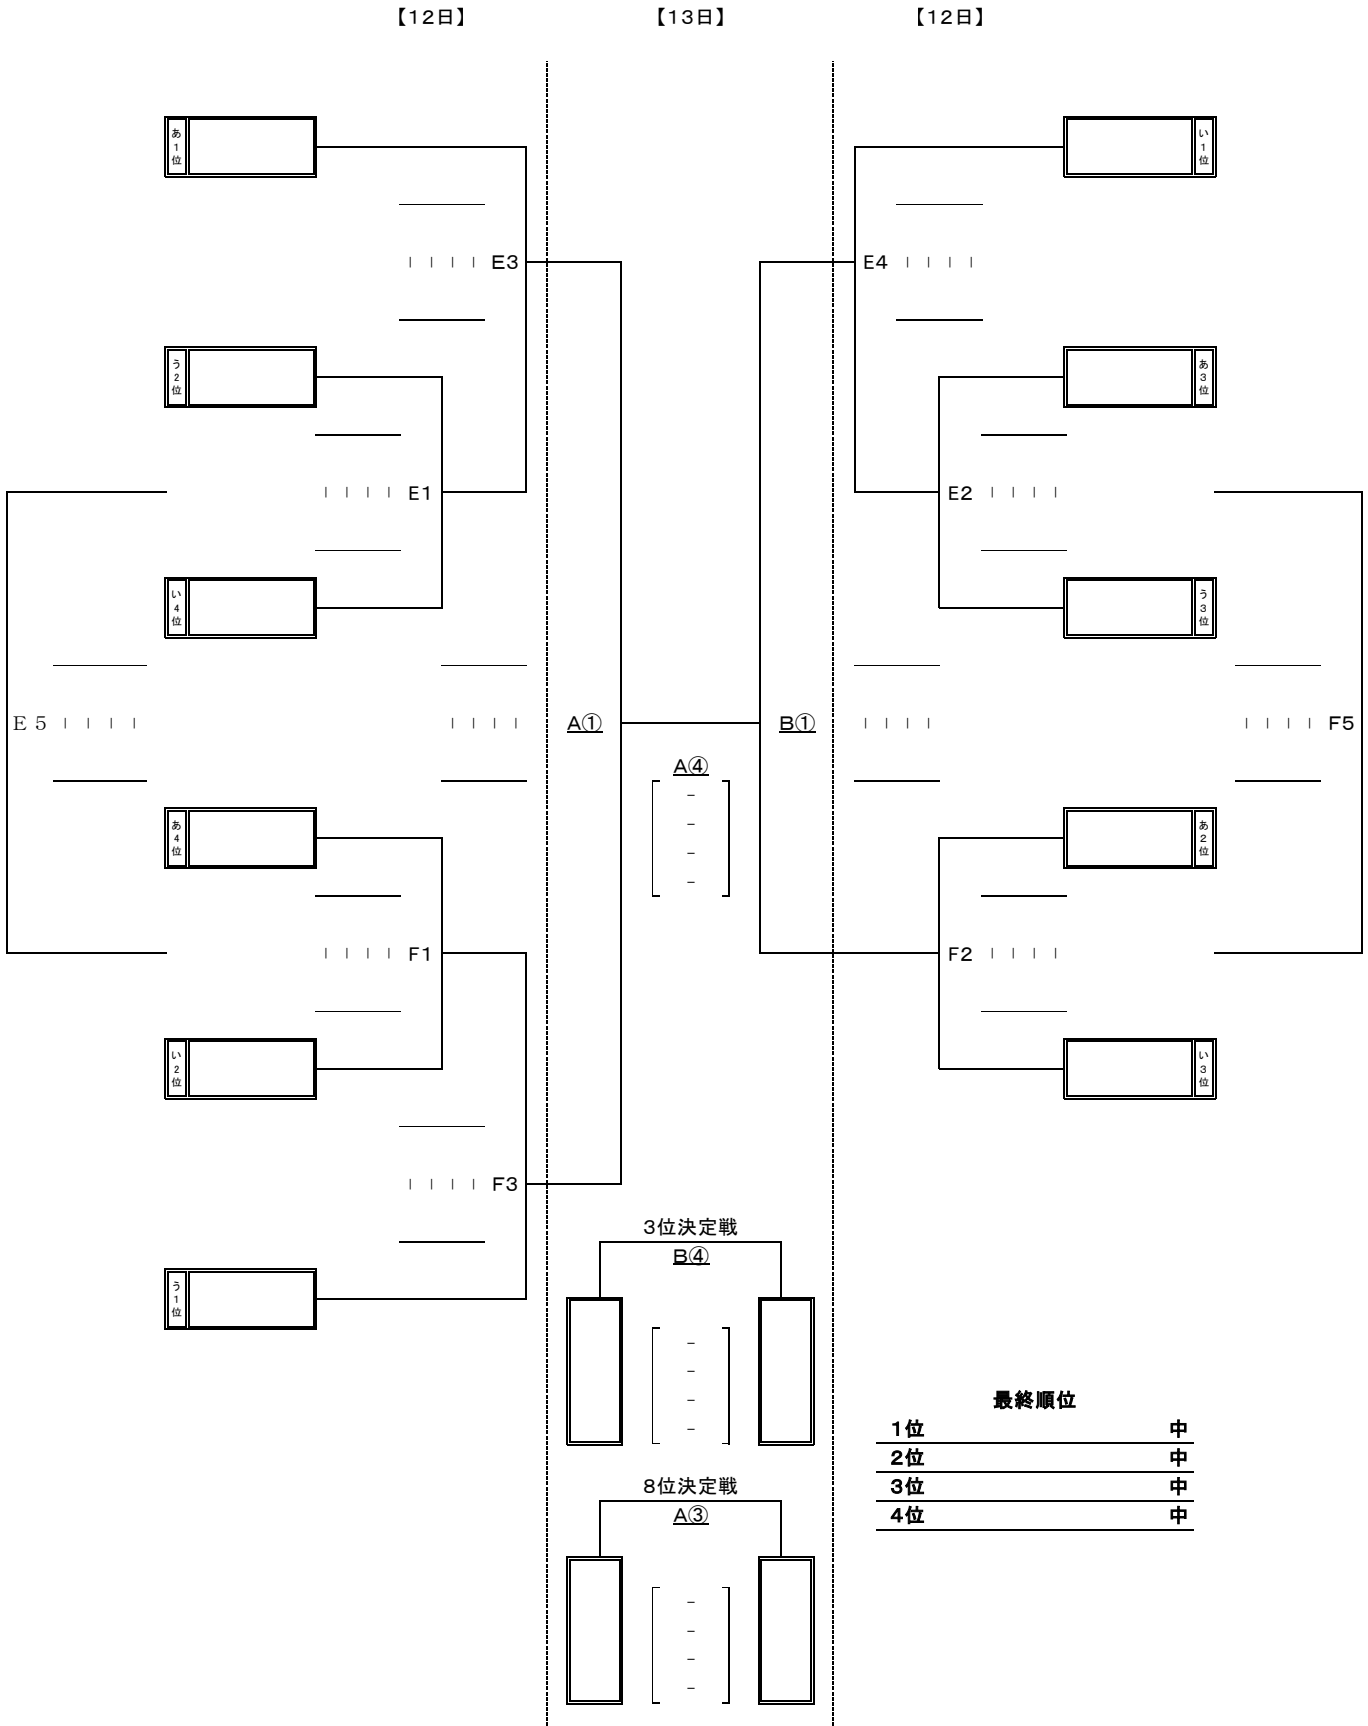 【12日】 【13日】 【12日】
あ1位 い1位
E3 E4
う2位 あ3位
E1 E2
い4位 う3位
E 5 A① B① F5
A④
-
-
-
-
あ4位 あ2位
F1 F2
い2位 い3位
F3
3位決定戦
B④
う1位
-
-
-
-
最終順位
1位 中
2位 中
3位 中
4位 中
8位決定戦
A③
-
-
-
-